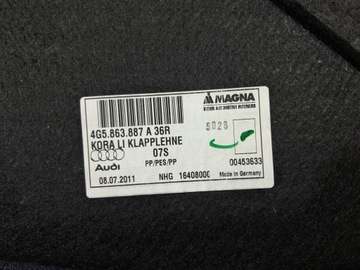 MAGNA
4G5.863.887 A 36R
KORA LI KLAPPLEHNE
07S
PP/PES/PP
Audi
08.07.2011
NHG 16408000
5028
00453633
Made in Germany